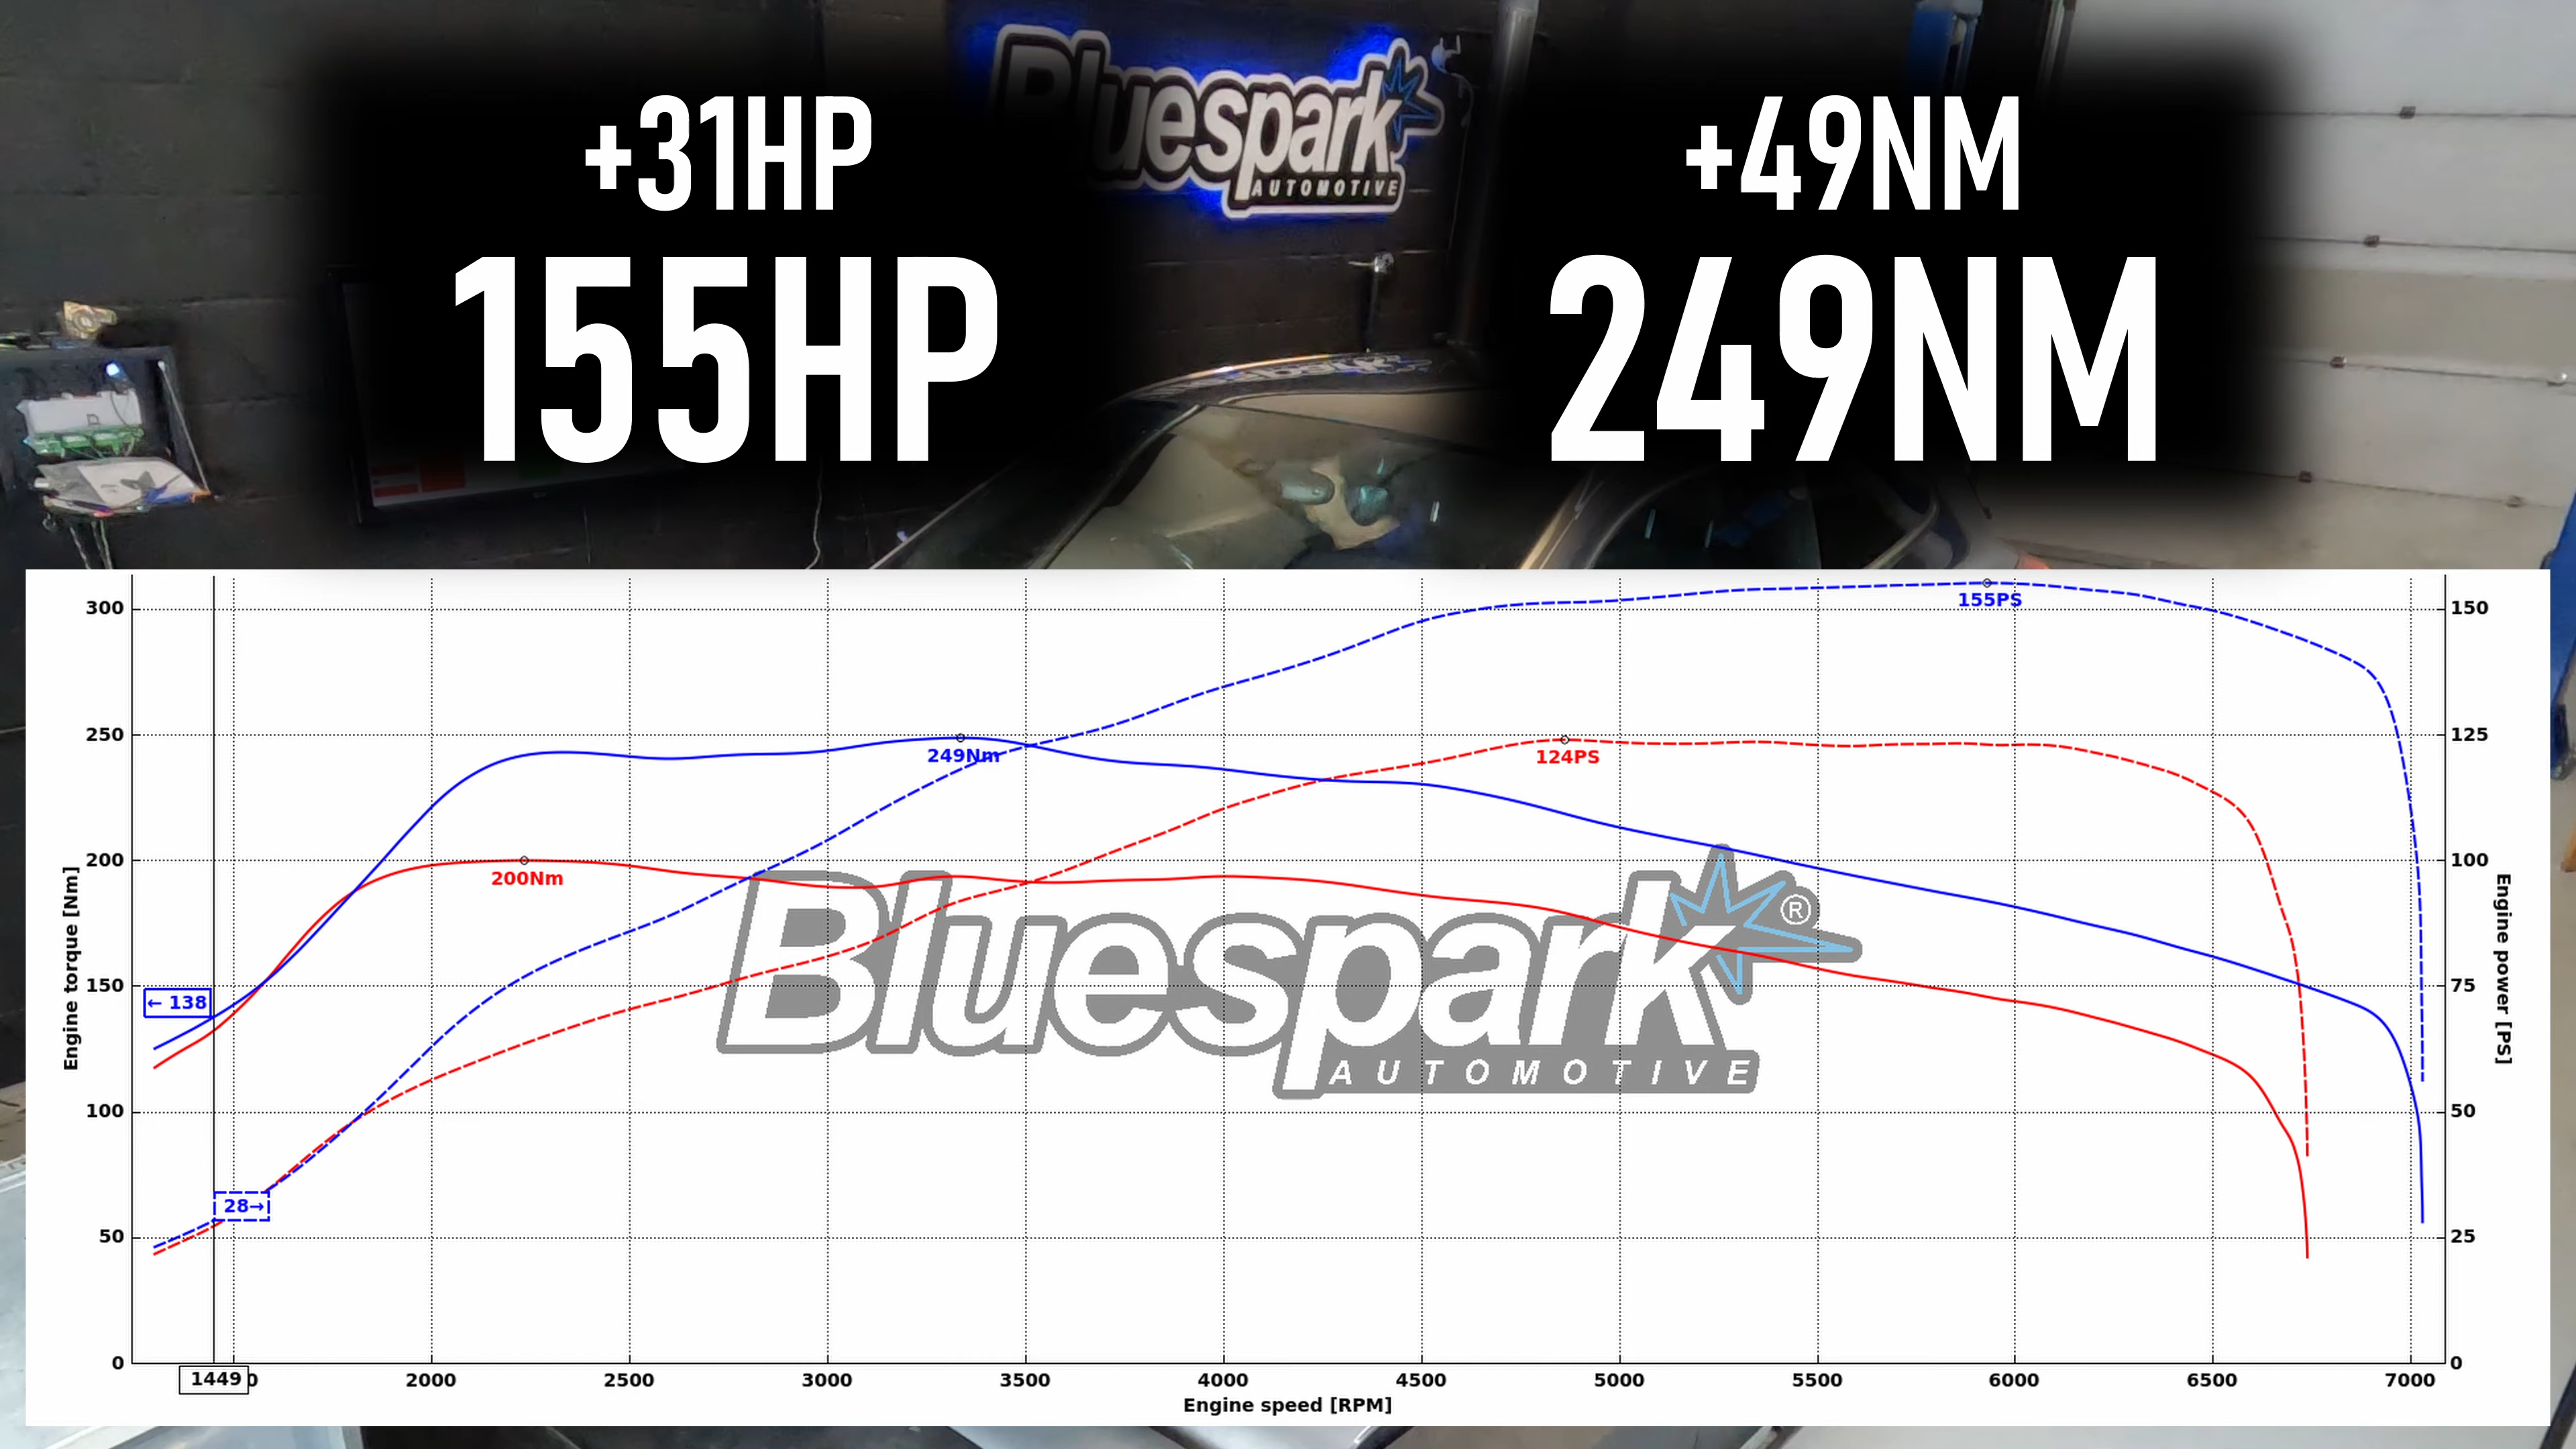 Bluespark
AUTOMOTIVE
+31HP
155HP
+49NM
249NM
300
250
200
150
100
50
0
Engine torque [Nm]
150
125
100
75
50
25
0
Engine power [PS]
155PS
249Nm
124PS
200Nm
← 138
28→
Bluespark®
AUTOMOTIVE
1449
2000
2500
3000
3500
4000
4500
5000
5500
6000
6500
7000
Engine speed [RPM]